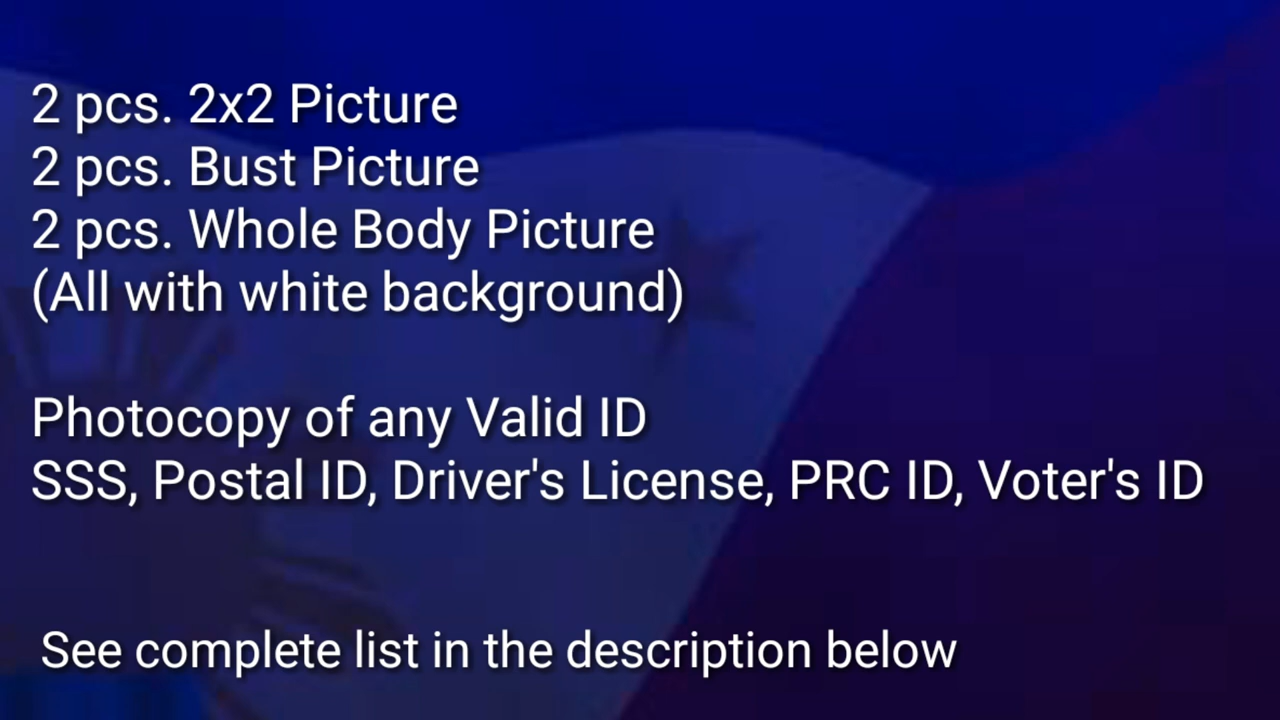 2 pcs. 2x2 Picture
2 pcs. Bust Picture
2 pcs. Whole Body Picture
(All with white background)
Photocopy of any Valid ID
SSS, Postal ID, Driver's License, PRC ID, Voter's ID
See complete list in the description below